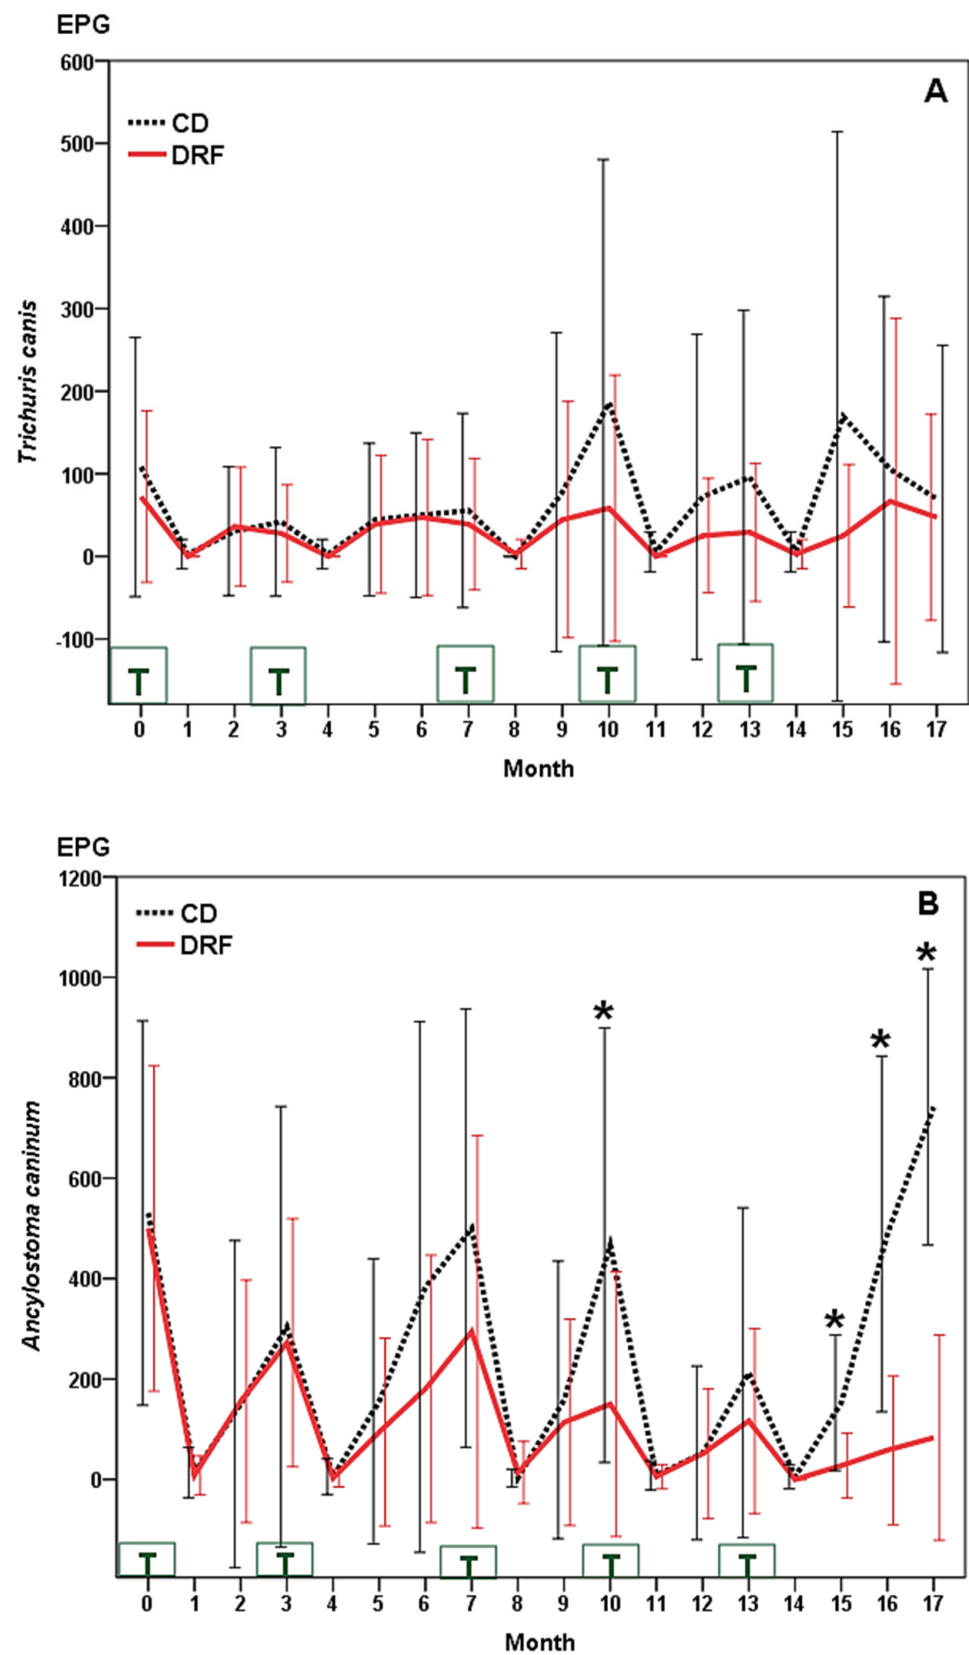 EPG
A
600
CD
DRF
500
400
300
200
100
0
-100
Trichuris canis
T T T T T
0 1 2 3 4 5 6 7 8 9 10 11 12 13 14 15 16 17
Month
EPG
B
1200
CD
DRF
1000
800
600
400
200
0
* * * *
Ancylostoma caninum
T T T T T
0 1 2 3 4 5 6 7 8 9 10 11 12 13 14 15 16 17
Month